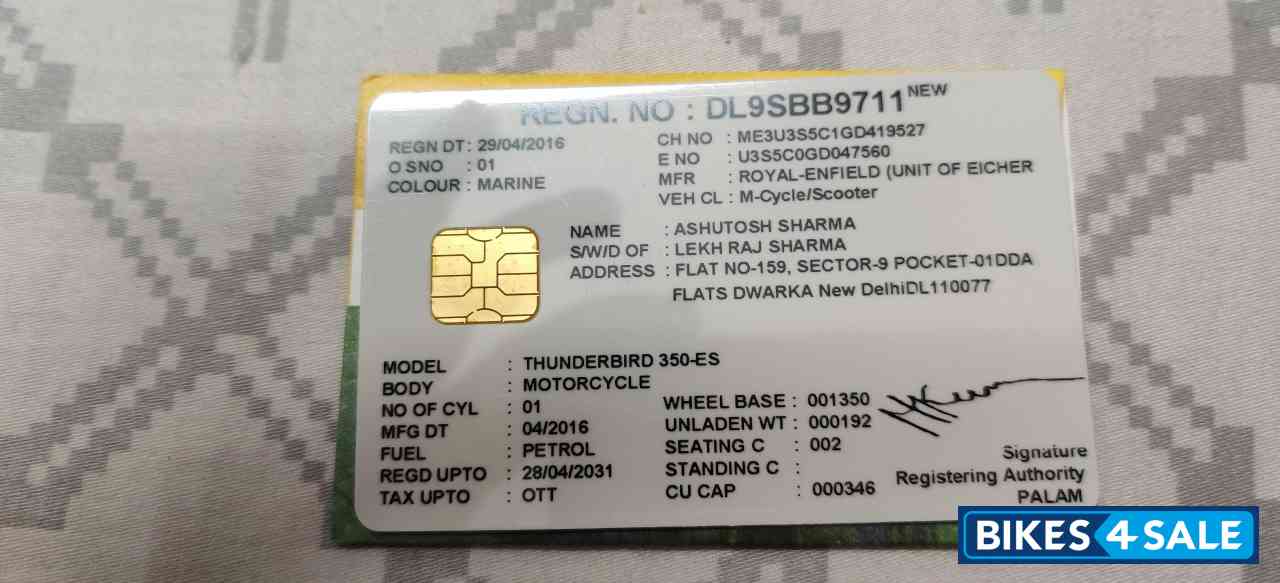 REGN. NO : DL9SBB9711 NEW
REGN DT : 29/04/2016
O SNO : 01
COLOUR : MARINE
CH NO : ME3U3S5C1GD419527
E NO : U3S5C0GD047560
MFR : ROYAL-ENFIELD (UNIT OF EICHER
VEH CL : M-Cycle/Scooter
NAME : ASHUTOSH SHARMA
S/W/D OF : LEKH RAJ SHARMA
ADDRESS : FLAT NO-159, SECTOR-9 POCKET-01DDA
FLATS DWARKA New DelhiDL110077
MODEL : THUNDERBIRD 350-ES
BODY : MOTORCYCLE
NO OF CYL : 01
MFG DT : 04/2016
FUEL : PETROL
REGD UPTO : 28/04/2031
TAX UPTO : OTT
WHEEL BASE : 001350
UNLADEN WT : 000192
SEATING C : 002
STANDING C :
CU CAP : 000346
Signature
Registering Authority
PALAM
BIKES4SALE